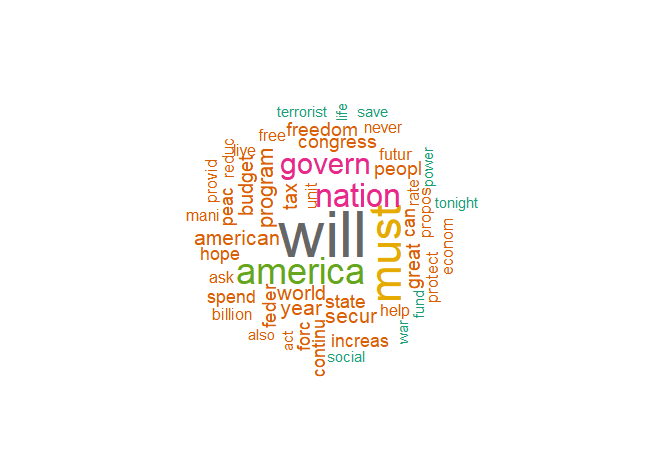 terrorist
life
save
free
freedom
never
live
congress
reduc
govern
futur
power
provid
budget
program
tax
unit
peopl
nation
rate
tonight
mani
peac
must
can
propos
american
will
great
econom
hope
america
protect
ask
spend
feder
world
state
fund
billion
year
secur
help
war
also
act
forc
continu
increas
social